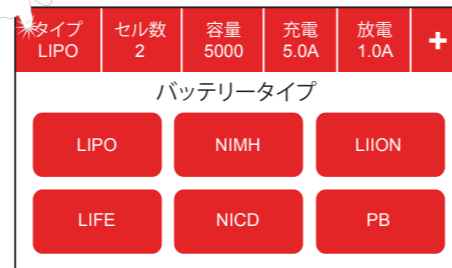 タイプ セル数 容量 充電 放電 +
LIPO 2 5000 5.0A 1.0A
バッテリータイプ
LIPO NIMH LIION
LIFE NICD PB